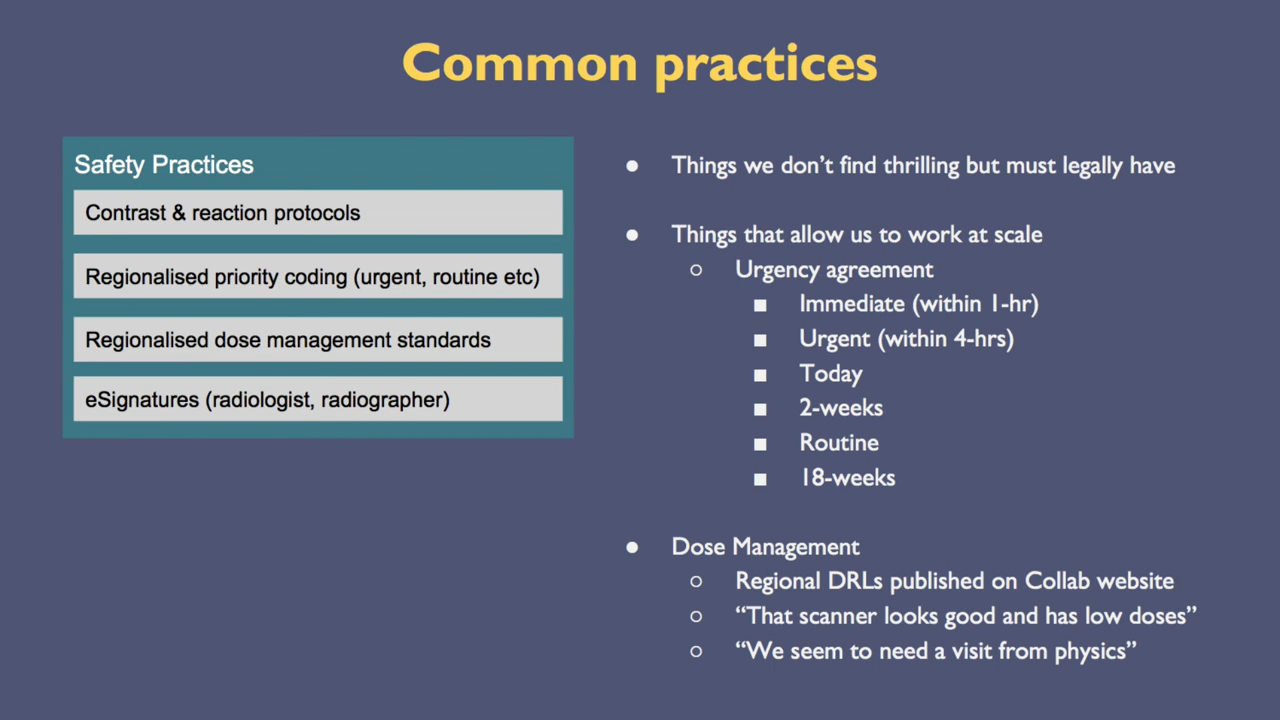 Common practices
Safety Practices
Contrast & reaction protocols
Regionalised priority coding (urgent, routine etc)
Regionalised dose management standards
eSignatures (radiologist, radiographer)
● Things we don’t find thrilling but must legally have
● Things that allow us to work at scale
○ Urgency agreement
■ Immediate (within 1-hr)
■ Urgent (within 4-hrs)
■ Today
■ 2-weeks
■ Routine
■ 18-weeks
● Dose Management
○ Regional DRLs published on Collab website
○ “That scanner looks good and has low doses”
○ “We seem to need a visit from physics”